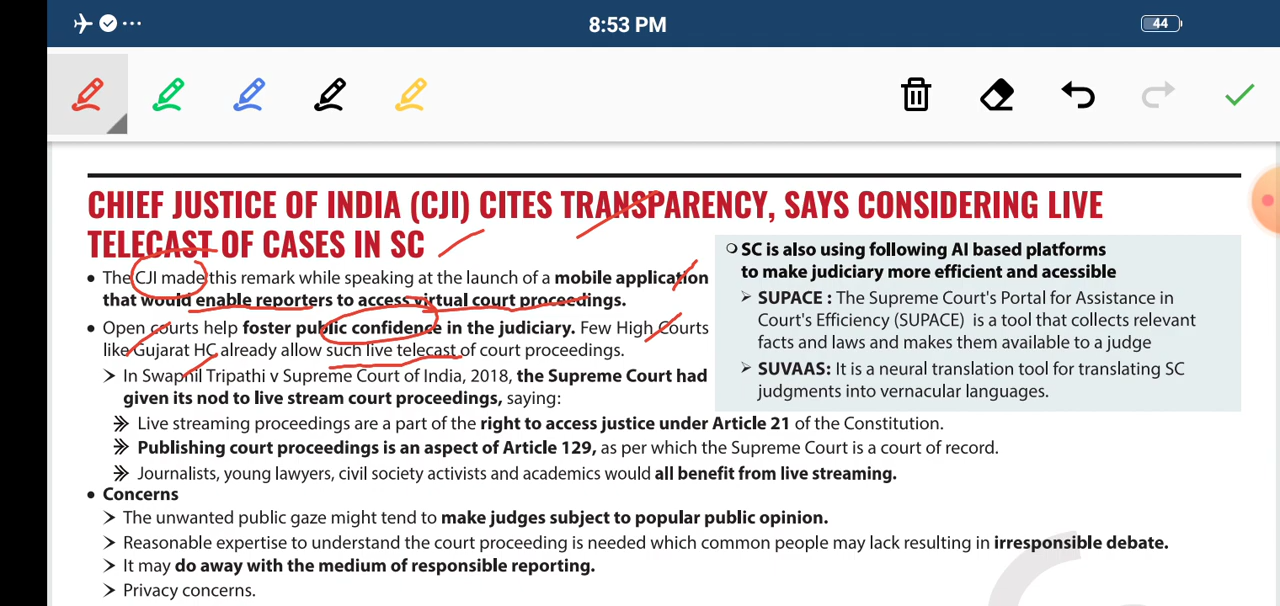 8:53 PM
44
CHIEF JUSTICE OF INDIA (CJI) CITES TRANSPARENCY, SAYS CONSIDERING LIVE
TELECAST OF CASES IN SC
• The CJI made this remark while speaking at the launch of a mobile application
that would enable reporters to access virtual court proceedings.
• Open courts help foster public confidence in the judiciary. Few High Courts
like Gujarat HC already allow such live telecast of court proceedings.
➤ In Swapnil Tripathi v Supreme Court of India, 2018, the Supreme Court had
given its nod to live stream court proceedings, saying:
SC is also using following AI based platforms
to make judiciary more efficient and acessible
➤ SUPACE : The Supreme Court's Portal for Assistance in
Court's Efficiency (SUPACE) is a tool that collects relevant
facts and laws and makes them available to a judge
➤ SUVAAS: It is a neural translation tool for translating SC
judgments into vernacular languages.
Live streaming proceedings are a part of the right to access justice under Article 21 of the Constitution.
Publishing court proceedings is an aspect of Article 129, as per which the Supreme Court is a court of record.
Journalists, young lawyers, civil society activists and academics would all benefit from live streaming.
• Concerns
➤ The unwanted public gaze might tend to make judges subject to popular public opinion.
➤ Reasonable expertise to understand the court proceeding is needed which common people may lack resulting in irresponsible debate.
➤ It may do away with the medium of responsible reporting.
➤ Privacy concerns.